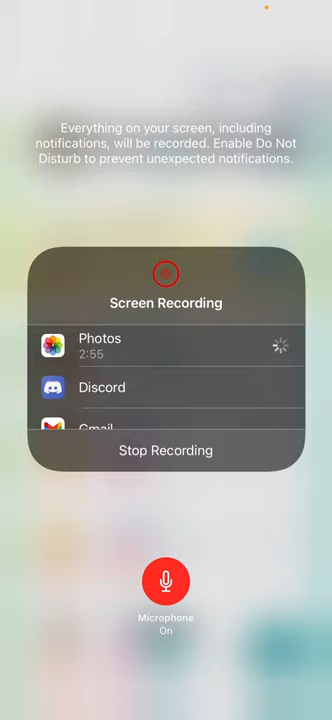 Everything on your screen, including
notifications, will be recorded. Enable Do Not
Disturb to prevent unexpected notifications.
Screen Recording
Photos
2:55
Discord
Gmail
Stop Recording
Microphone
On